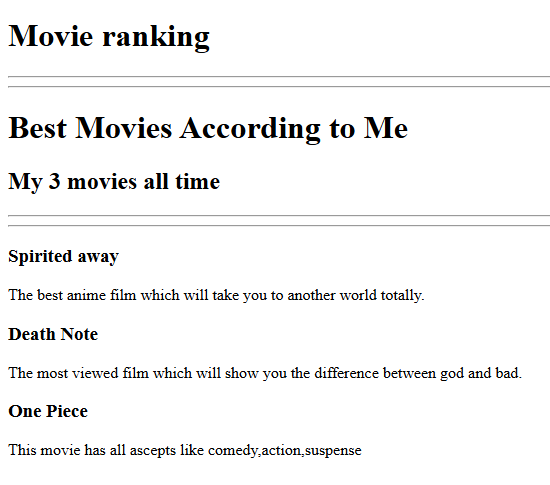 Movie ranking
Best Movies According to Me
My 3 movies all time
Spirited away
The best anime film which will take you to another world totally.
Death Note
The most viewed film which will show you the difference between god and bad.
One Piece
This movie has all ascepts like comedy,action,suspense